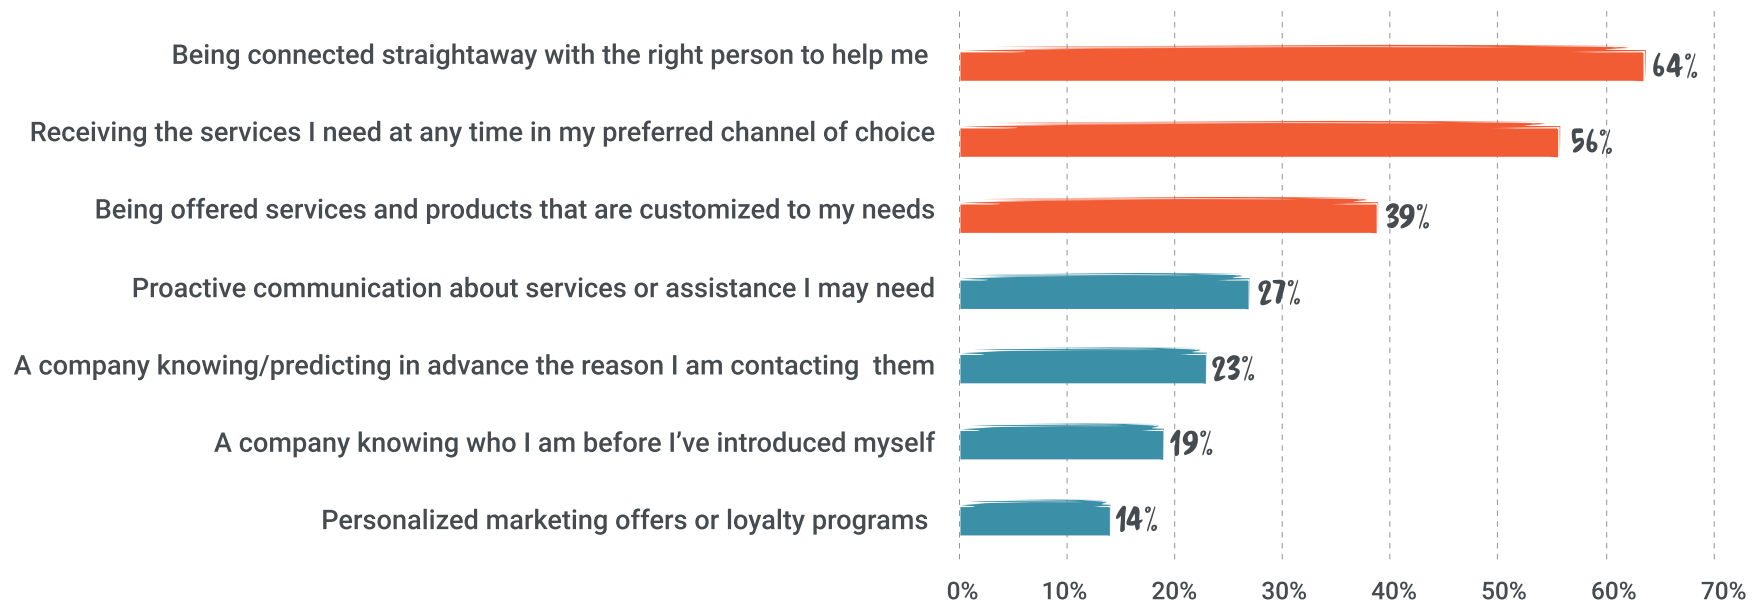 Being connected straightaway with the right person to help me 64%
Receiving the services I need at any time in my preferred channel of choice 56%
Being offered services and products that are customized to my needs 39%
Proactive communication about services or assistance I may need 27%
A company knowing/predicting in advance the reason I am contacting  them 23%
A company knowing who I am before I’ve introduced myself 19%
Personalized marketing offers or loyalty programs 14%
0% 10% 20% 30% 40% 50% 60% 70%